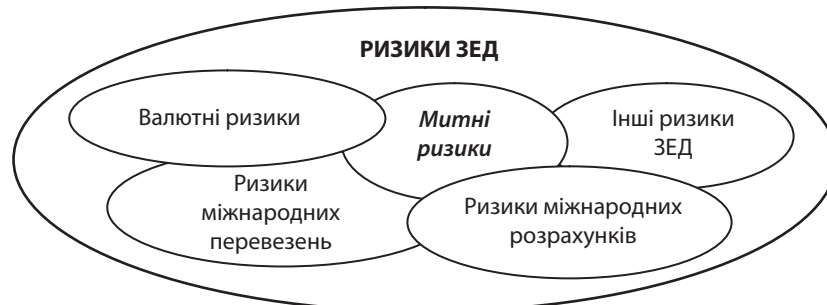 РИЗИКИ ЗЕД
Валютні ризики
Митні
ризики
Інші ризики
ЗЕД
Ризики
міжнародних
перевезень
Ризики міжнародних
розрахунків